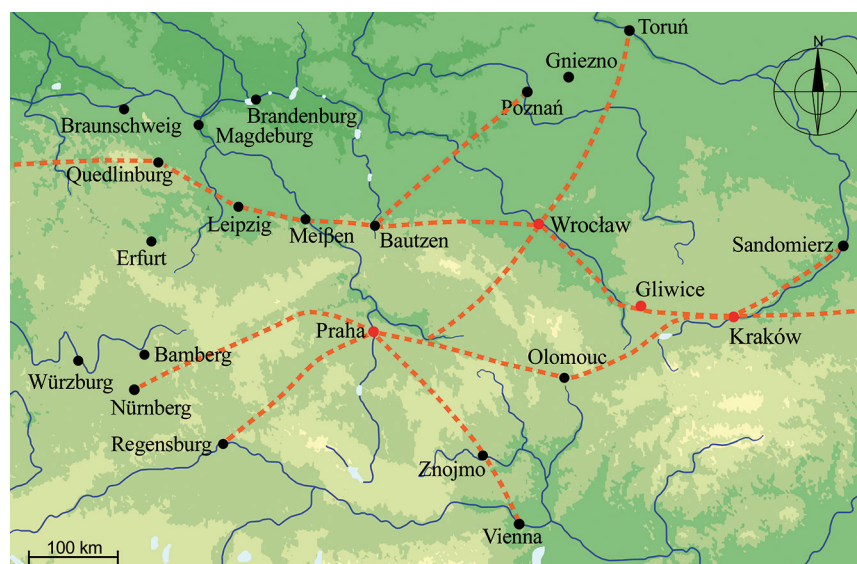 Toruń
N
Gniezno
Poznań
Brandenburg
Braunschweig
Magdeburg
Quedlinburg
Leipzig
Meiβen
Bautzen
Wrocław
Sandomierz
Erfurt
Gliwice
Praha
Kraków
Bamberg
Olomouc
Würzburg
Nürnberg
Regensburg
Znojmo
Vienna
100 km